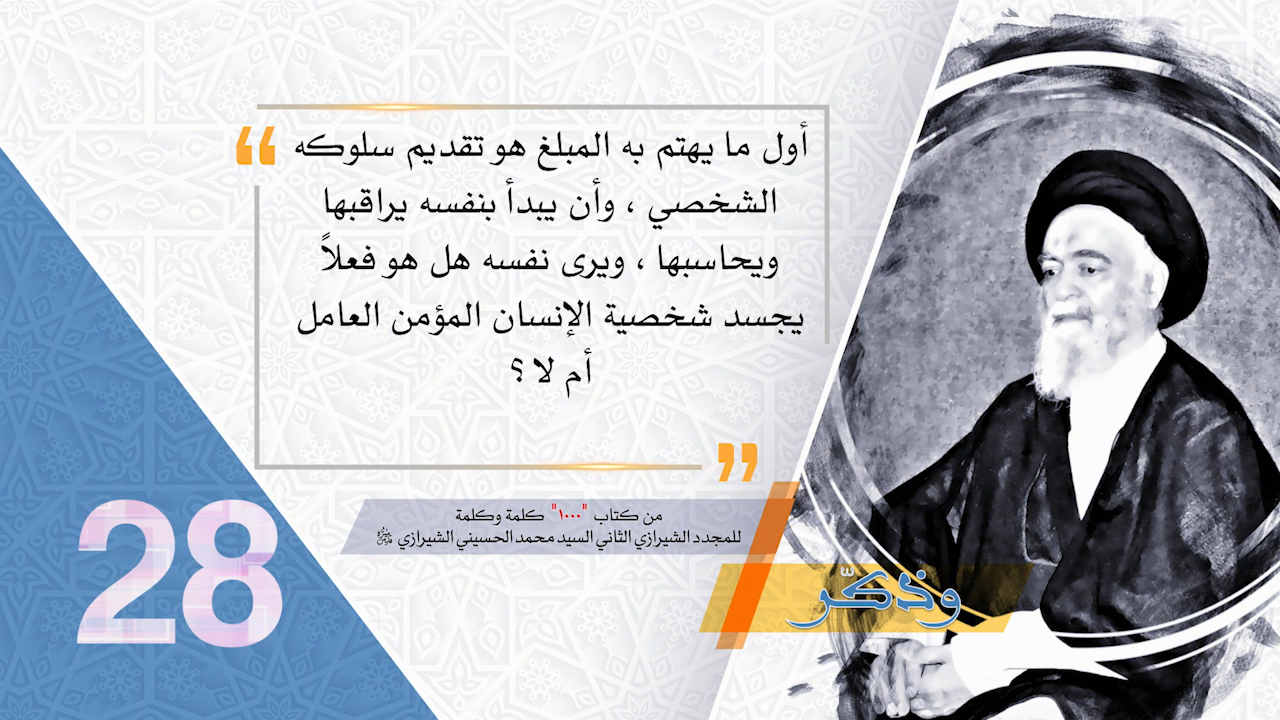 أول ما يهتم به المبلغ هو تقديم سلوكه
الشخصي ، وأن يبدأ بنفسه يراقبها
ويحاسبها ، ويرى نفسه هل هو فعلاً
يجسد شخصية الإنسان المؤمن العامل
أم لا ؟
من كتاب "١٠٠٠" كلمة وكلمة
للمجدد الشيرازي الثاني السيد محمد الحسيني الشيرازي
وذكّر
28